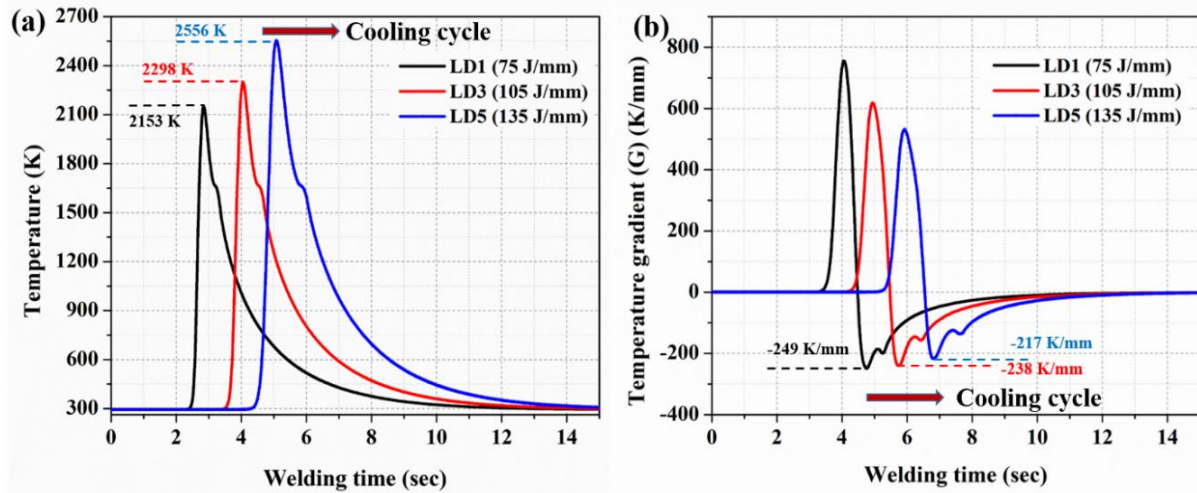 (a)
2700
2400
2100
1800
1500
1200
900
600
300
Temperature (K)
2556 K
Cooling cycle
2298 K
LD1 (75 J/mm)
LD3 (105 J/mm)
LD5 (135 J/mm)
2153 K
0 2 4 6 8 10 12 14
Welding time (sec)
(b)
800
600
400
200
0
-200
-400
Temperature gradient (G) (K/mm)
LD1 (75 J/mm)
LD3 (105 J/mm)
LD5 (135 J/mm)
-249 K/mm
-217 K/mm
-238 K/mm
Cooling cycle
0 2 4 6 8 10 12 14
Welding time (sec)